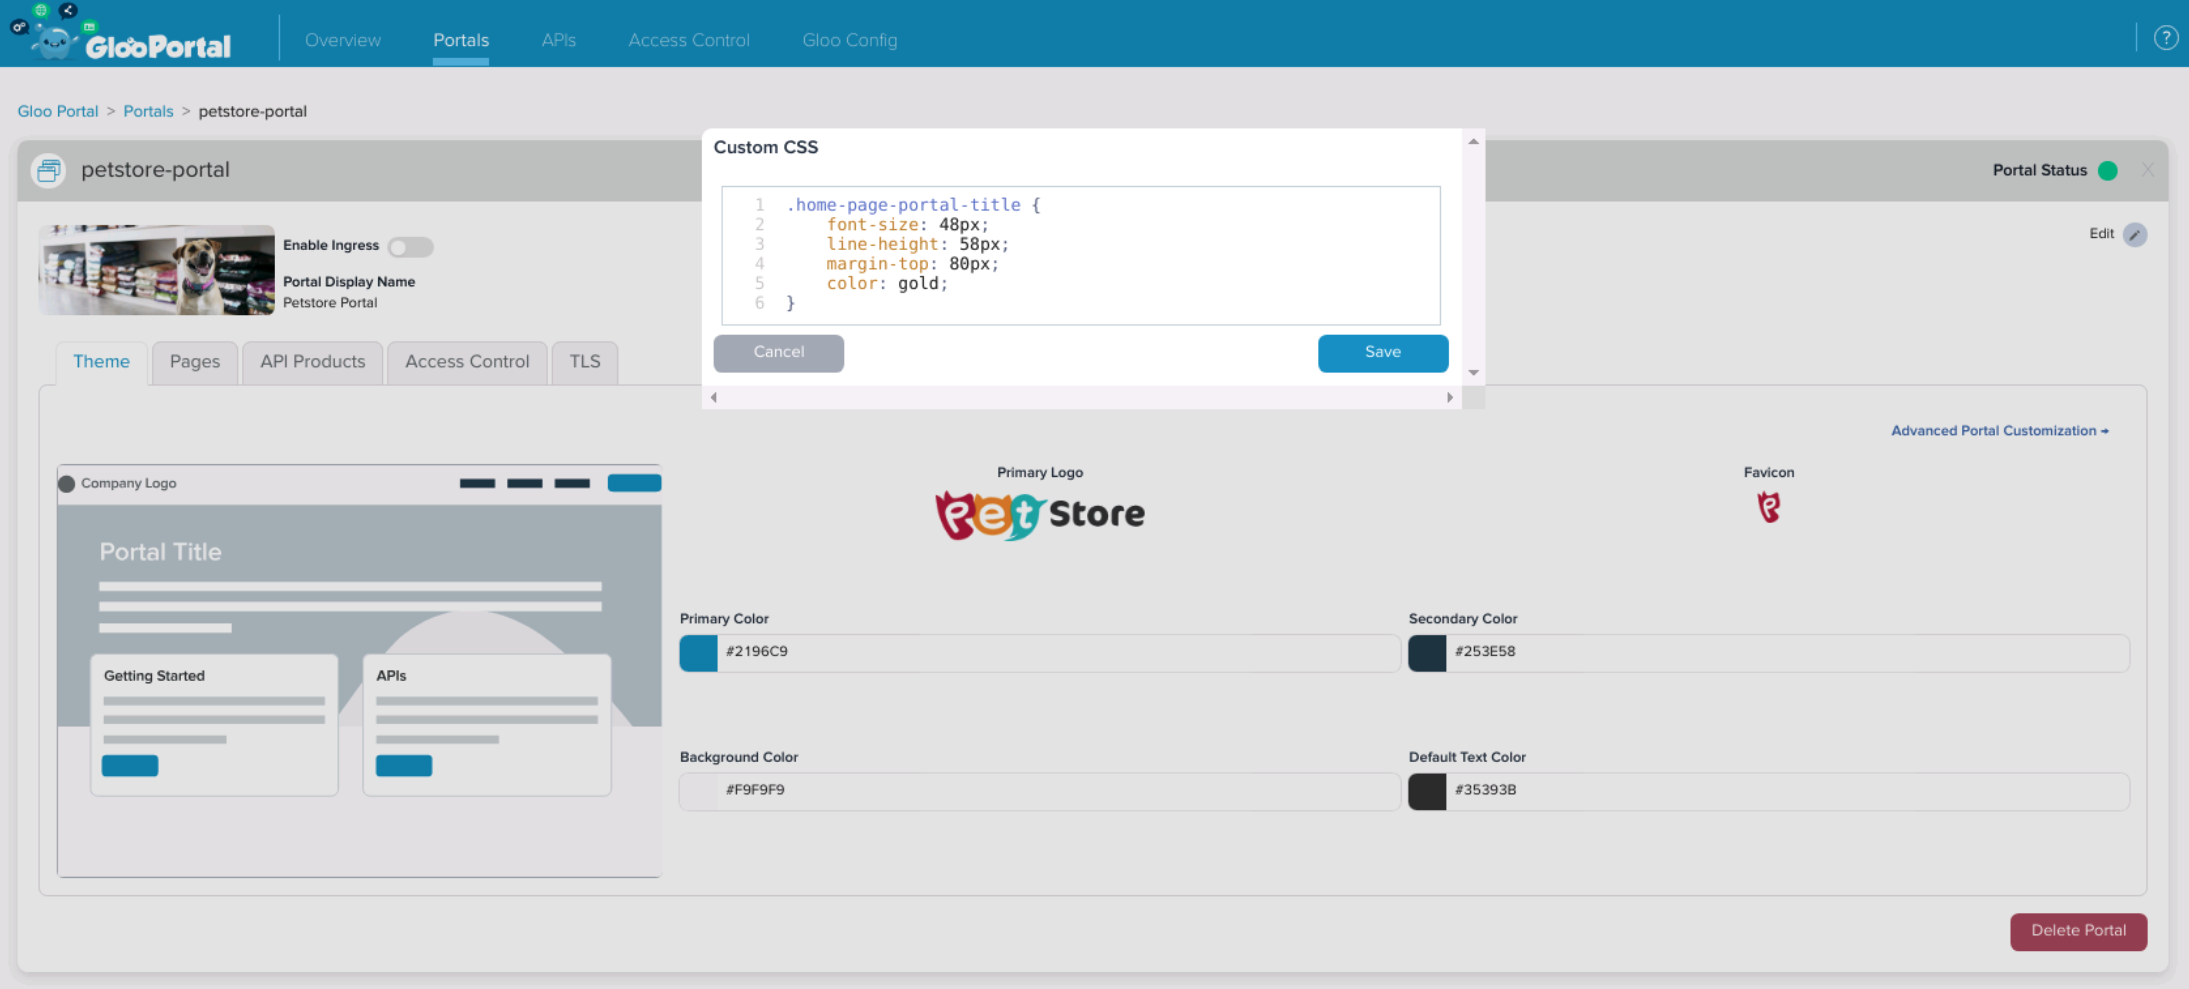 GlooPortal
Overview
Portals
APIs
Access Control
Gloo Config
?
Gloo Portal > Portals > petstore-portal
petstore-portal
Portal Status
X
Custom CSS
1 .home-page-portal-title {
2 font-size: 48px;
3 line-height: 58px;
4 margin-top: 80px;
5 color: gold;
6 }
Cancel
Save
Enable Ingress
Edit
Portal Display Name
Petstore Portal
Theme
Pages
API Products
Access Control
TLS
Advanced Portal Customization
Company Logo
Portal Title
Getting Started
APIs
Primary Logo
Pet Store
Favicon
P
Primary Color
#2196C9
Secondary Color
#253E58
Background Color
#F9F9F9
Default Text Color
#35393B
Delete Portal